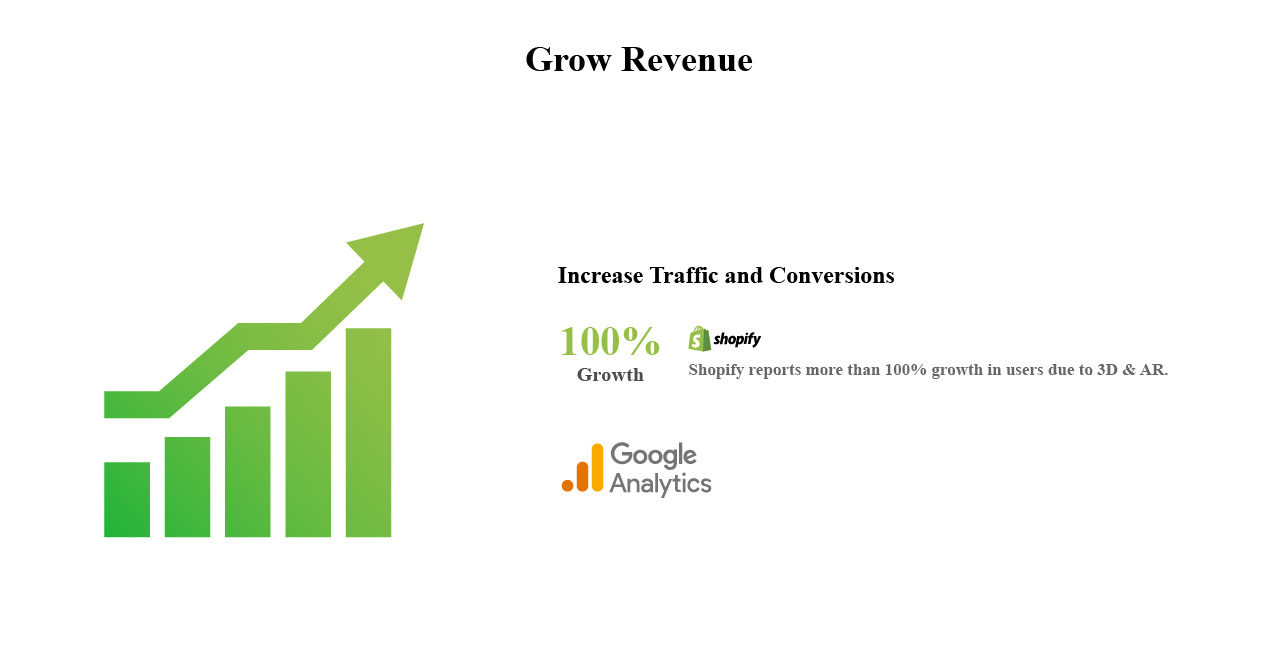 Grow Revenue
Increase Traffic and Conversions
100%
Growth
shopify
Shopify reports more than 100% growth in users due to 3D & AR.
Google
Analytics